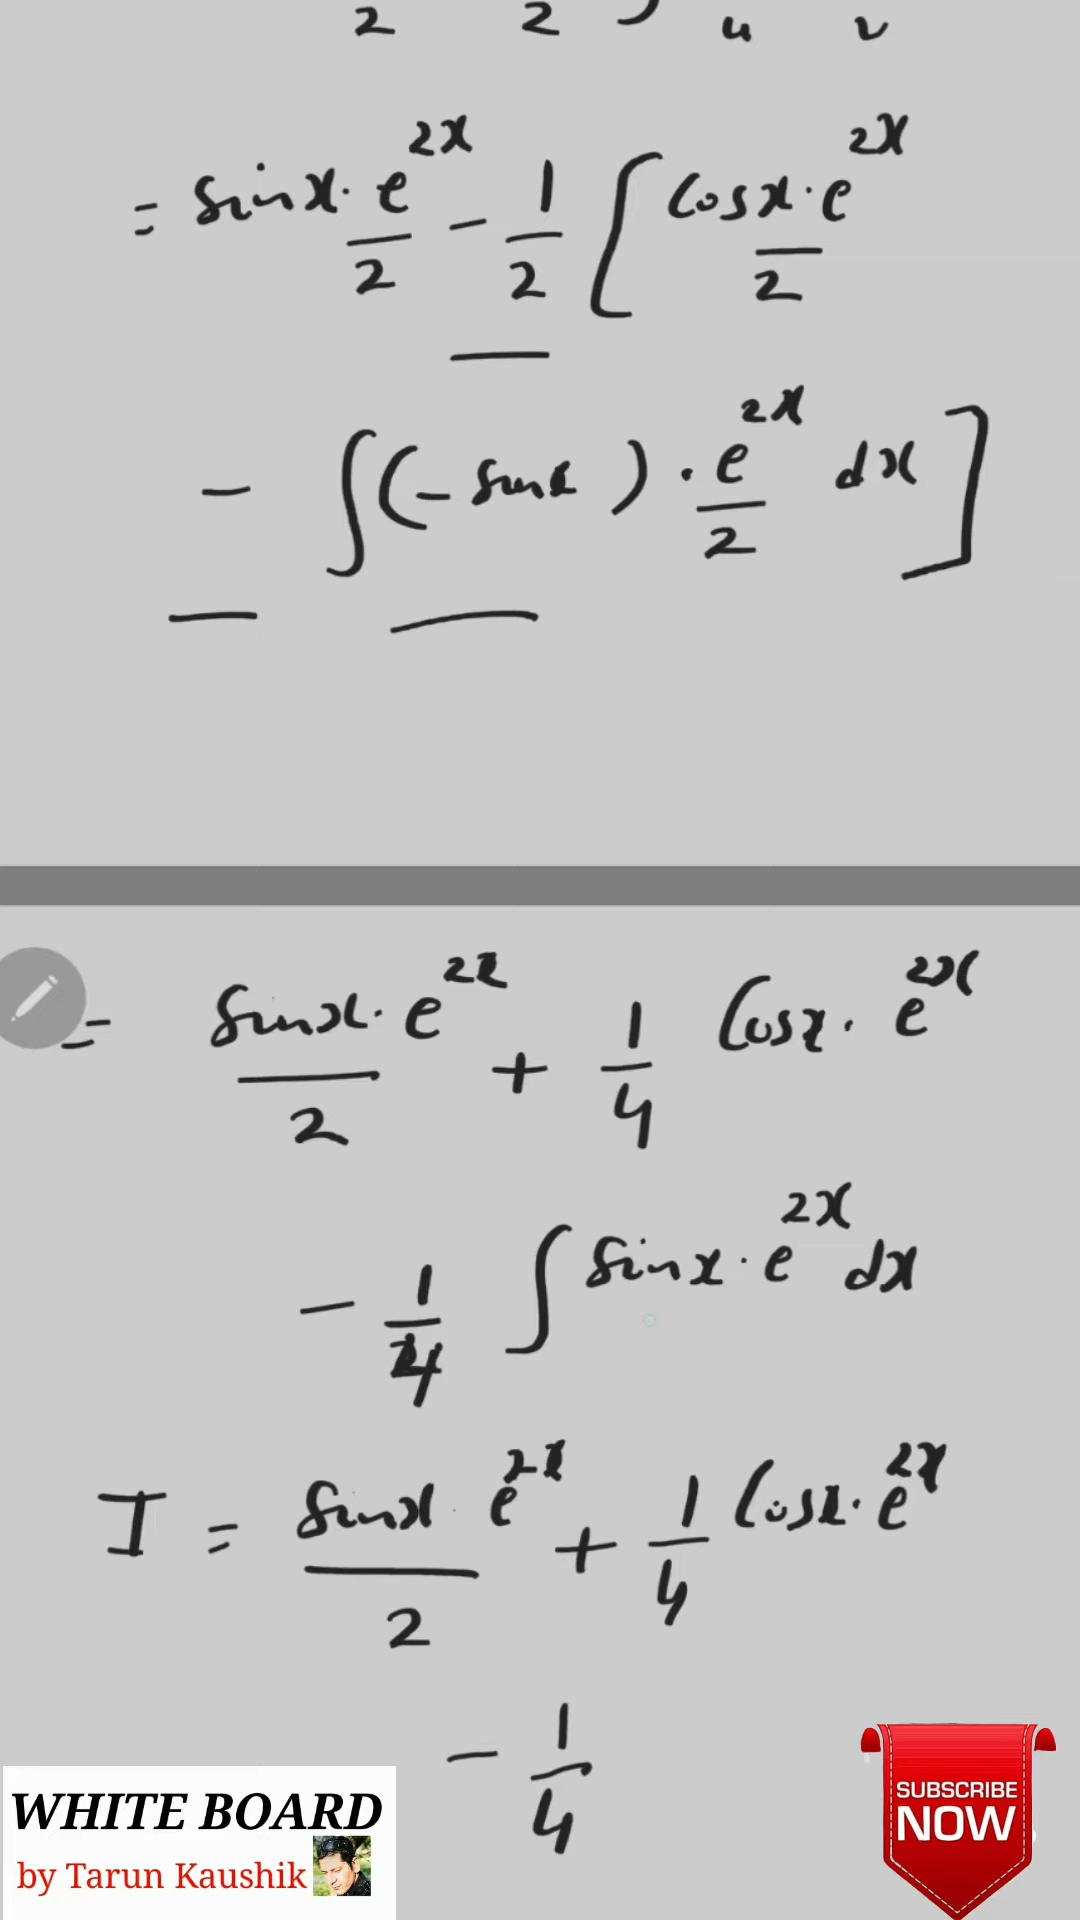 2 2 u v
= sinx · e^2x/2 - 1/2 [ cosx · e^2x/2
- ∫(- sinx) · e^2x/2 dx ]
= sinx · e^2x/2 + 1/4 cosx · e^2x
- 1/4 ∫ sinx · e^2x dx
I = sinx · e^2x/2 + 1/4 cosx · e^2x
- 1/4
WHITE BOARD
by Tarun Kaushik
SUBSCRIBE
NOW